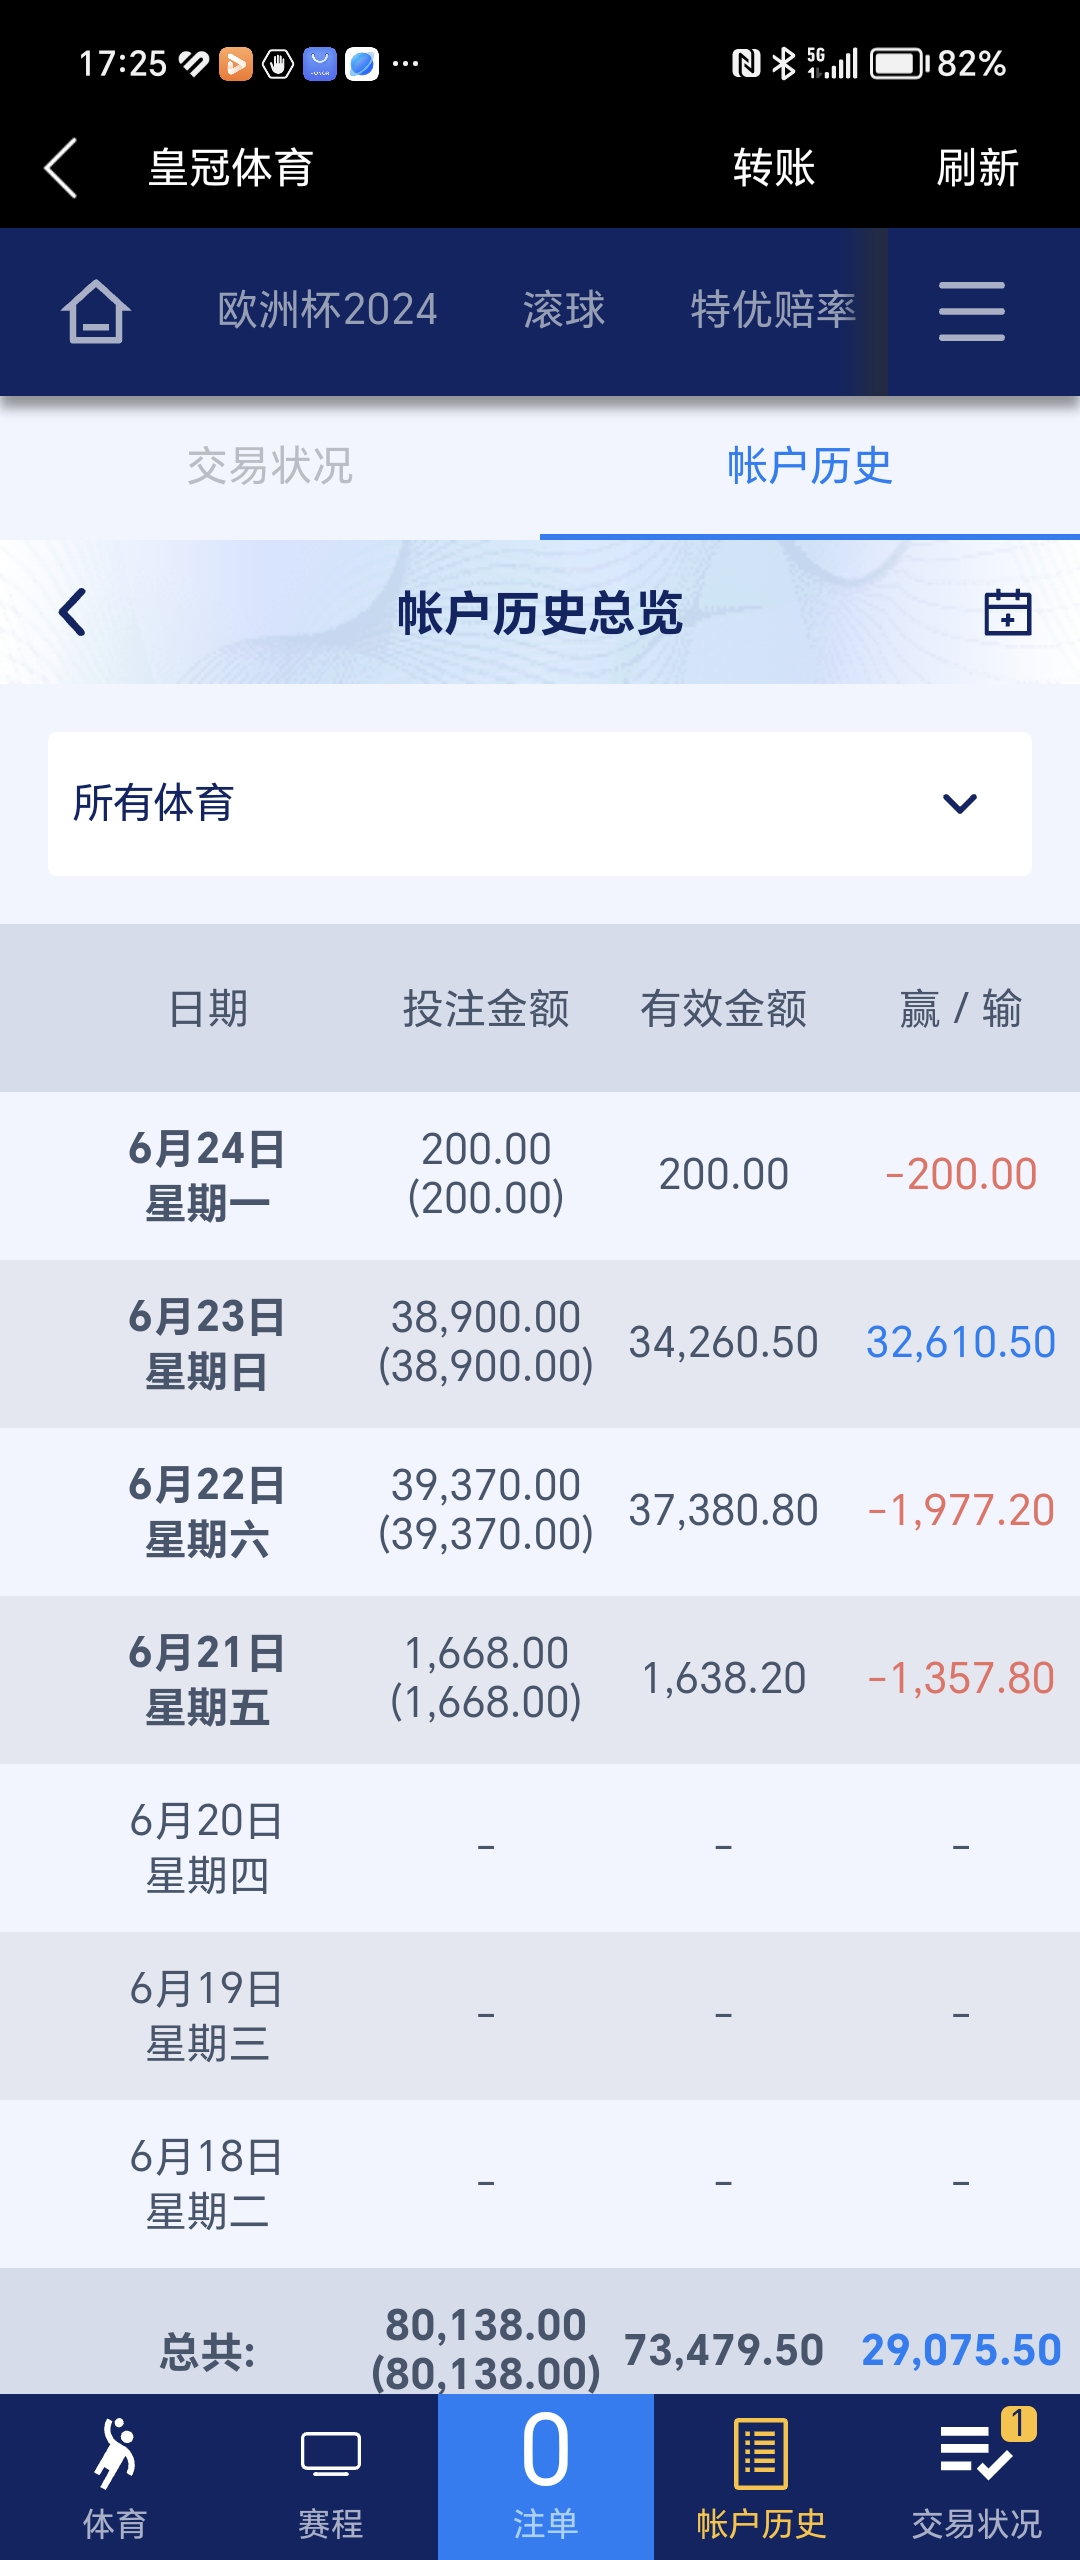 17:25 5G 82%
皇冠体育 转账 刷新
欧洲杯2024 滚球 特优赔率
交易状况 帐户历史
帐户历史总览
所有体育
日期 投注金额 有效金额 赢 / 输
6月24日 200.00
200.00 -200.00
星期一 (200.00)
6月23日 38,900.00
34,260.50 32,610.50
星期日 (38,900.00)
6月22日 39,370.00
37,380.80 -1,977.20
星期六 (39,370.00)
6月21日 1,668.00
1,638.20 -1,357.80
星期五 (1,668.00)
6月20日
- - -
星期四
6月19日
- - -
星期三
6月18日
- - -
星期二
80,138.00
总共: 73,479.50 29,075.50
(80,138.00)
0 1
体育 赛程 注单 帐户历史 交易状况